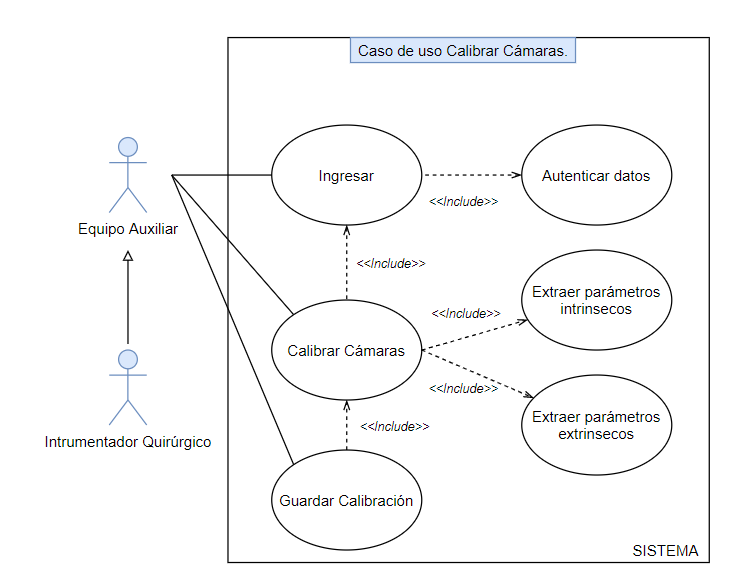 Caso de uso Calibrar Cámaras.
Ingresar
<<Include>>
Autenticar datos
Equipo Auxiliar
<<Include>>
Extraer parámetros
intrinsecos
<<Include>>
Calibrar Cámaras
<<Include>>
Extraer parámetros
extrinsecos
<<Include>>
Intrumentador Quirúrgico
Guardar Calibración
SISTEMA